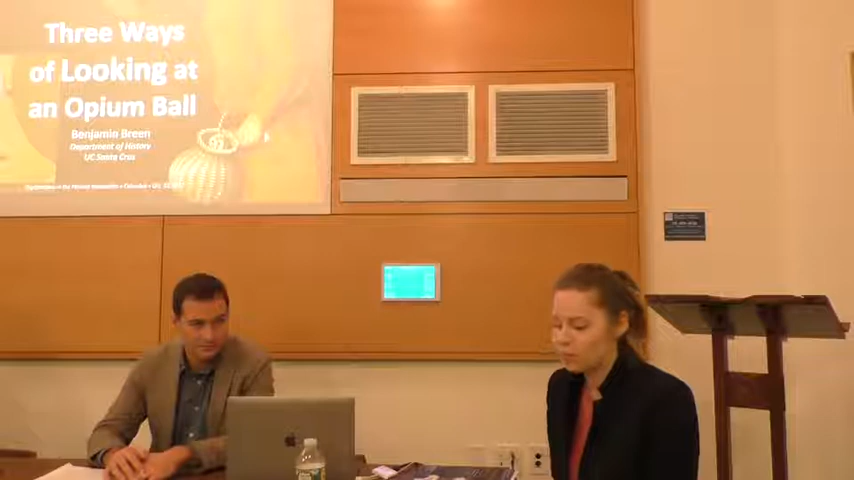 Three Ways
of Looking at
an Opium Ball
Benjamin Breen
Department of History
UC Santa Cruz